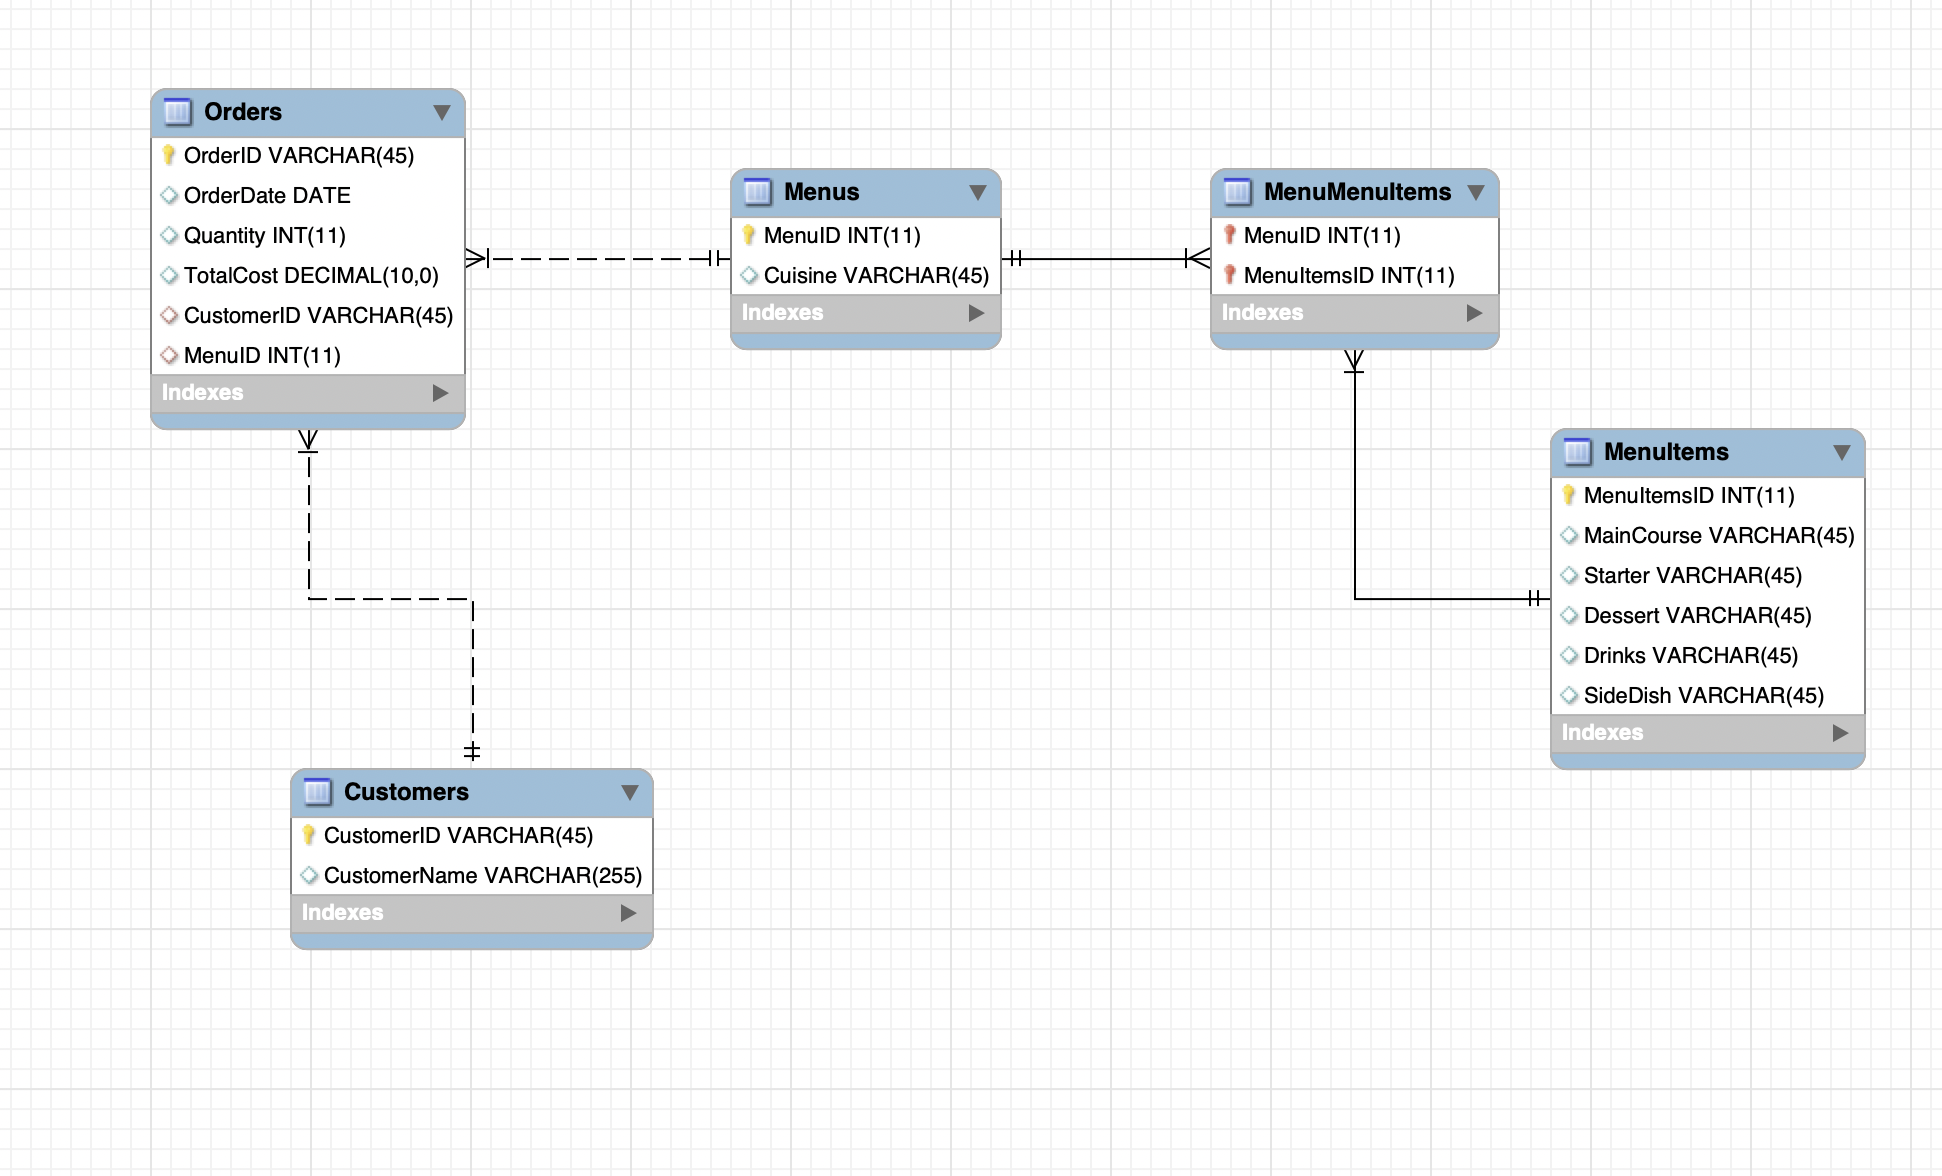 Orders
OrderID VARCHAR(45)
OrderDate DATE
Quantity INT(11)
TotalCost DECIMAL(10,0)
CustomerID VARCHAR(45)
MenuID INT(11)
Indexes
Menus
MenuID INT(11)
Cuisine VARCHAR(45)
Indexes
MenuMenuItems
MenuID INT(11)
MenuItemsID INT(11)
Indexes
MenuItems
MenuItemsID INT(11)
MainCourse VARCHAR(45)
Starter VARCHAR(45)
Dessert VARCHAR(45)
Drinks VARCHAR(45)
SideDish VARCHAR(45)
Indexes
Customers
CustomerID VARCHAR(45)
CustomerName VARCHAR(255)
Indexes